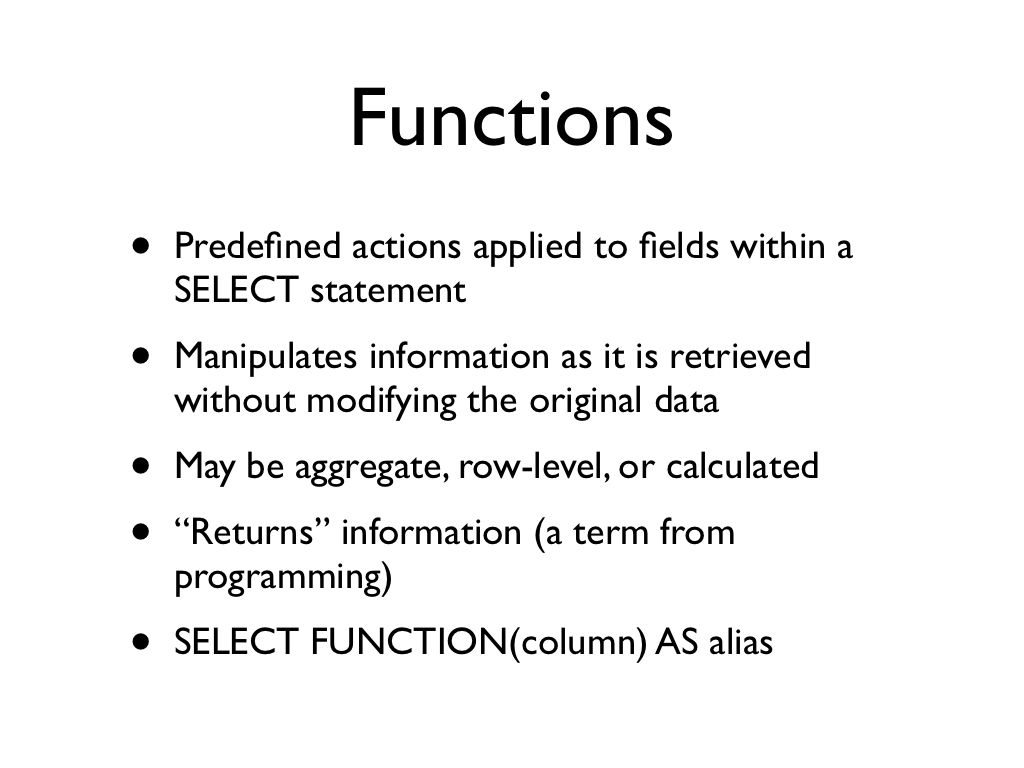 Functions
• Predefined actions applied to fields within a
SELECT statement
• Manipulates information as it is retrieved
without modifying the original data
• May be aggregate, row-level, or calculated
• “Returns” information (a term from
programming)
• SELECT FUNCTION(column) AS alias